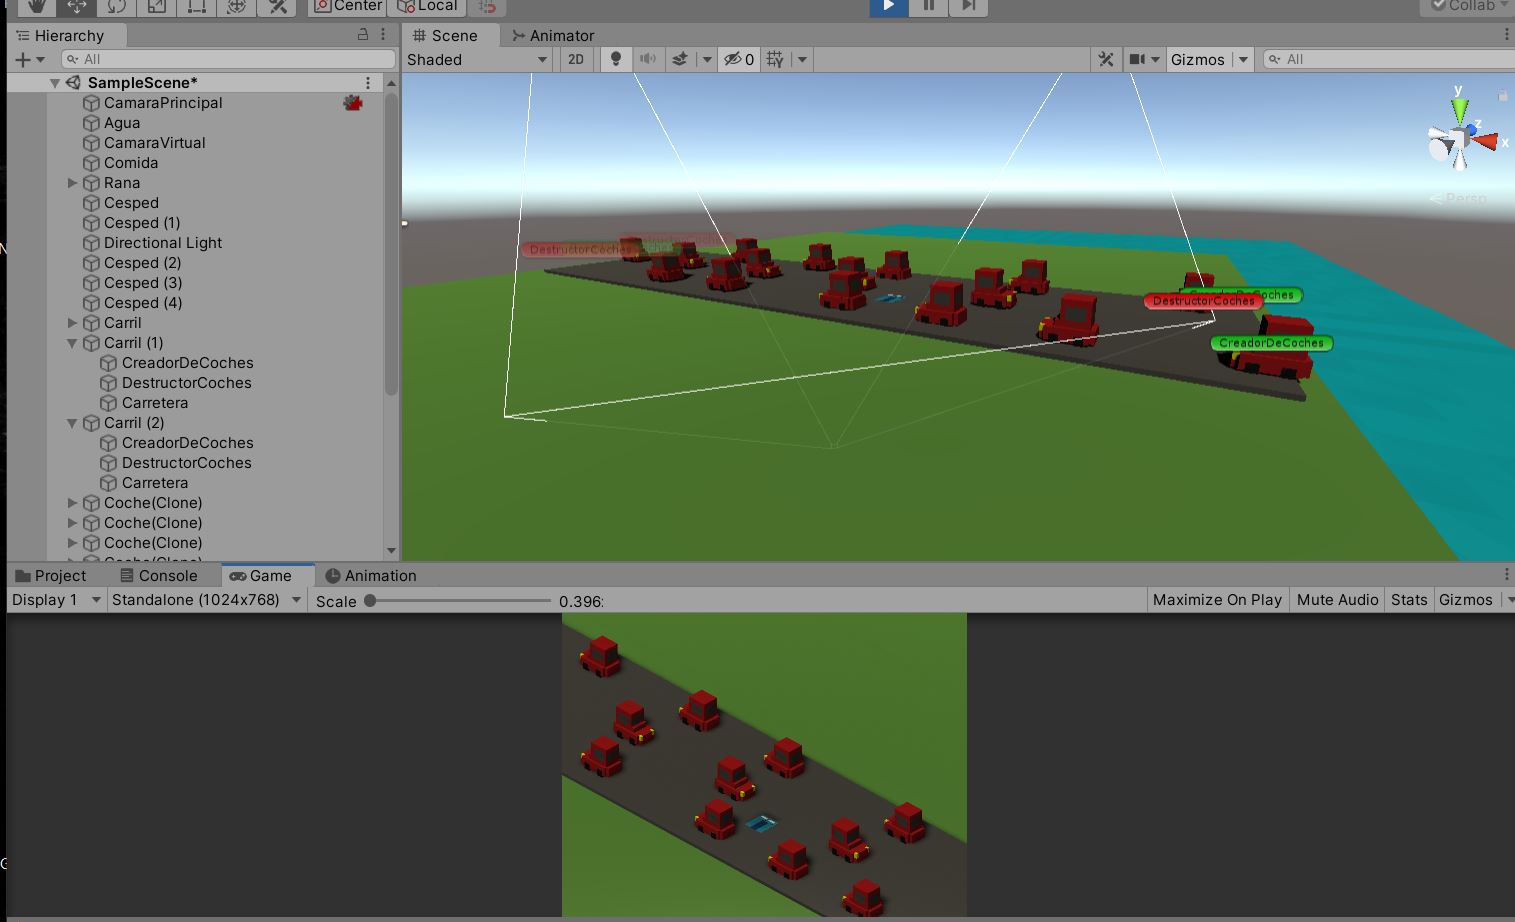 Center
Local
Collab
Hierarchy
All
SampleScene*
CamaraPrincipal
Agua
CamaraVirtual
Comida
Rana
Cesped
Cesped (1)
Directional Light
Cesped (2)
Cesped (3)
Cesped (4)
Carril
Carril (1)
CreadorDeCoches
DestructorCoches
Carretera
Carril (2)
CreadorDeCoches
DestructorCoches
Carretera
Coche(Clone)
Coche(Clone)
Coche(Clone)
Coche(Clone)
Scene
Animator
Shaded
2D
0
Gizmos
All
y
z
x
Persp
DestructorCoches
DestructorCoches
CreadorDeCoches
CreadorDeCoches
Project
Console
Game
Animation
Display 1
Standalone (1024x768)
Scale
0.396:
Maximize On Play
Mute Audio
Stats
Gizmos